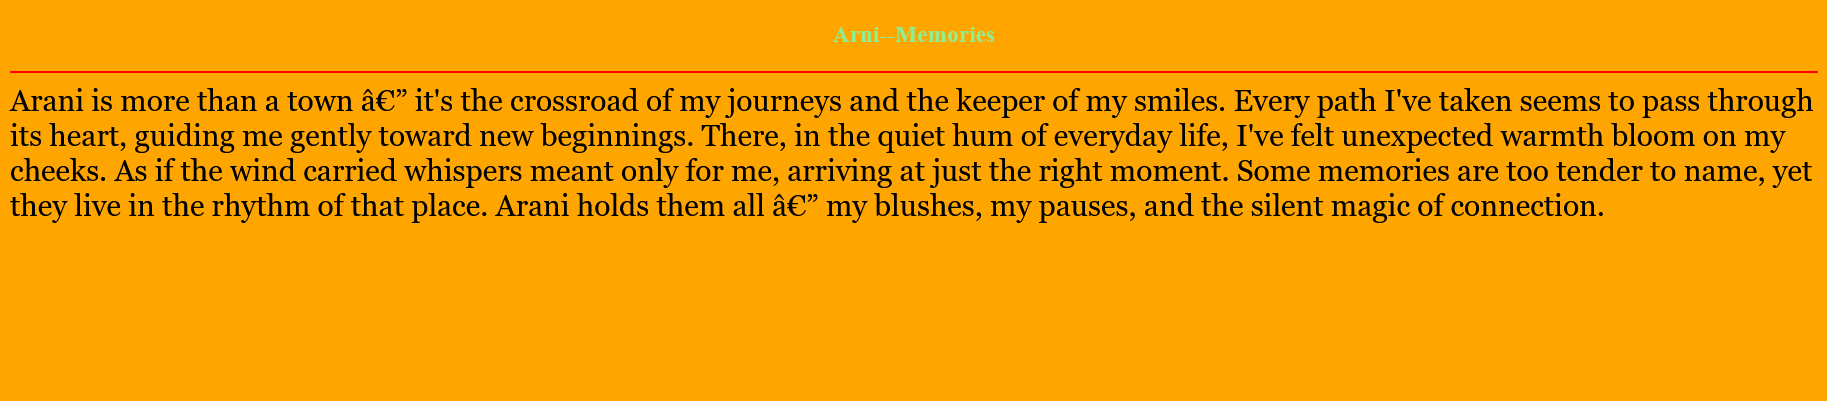 Arni--Memories
Arani is more than a town â€” it's the crossroad of my journeys and the keeper of my smiles. Every path I've taken seems to pass through
its heart, guiding me gently toward new beginnings. There, in the quiet hum of everyday life, I've felt unexpected warmth bloom on my
cheeks. As if the wind carried whispers meant only for me, arriving at just the right moment. Some memories are too tender to name, yet
they live in the rhythm of that place. Arani holds them all â€” my blushes, my pauses, and the silent magic of connection.